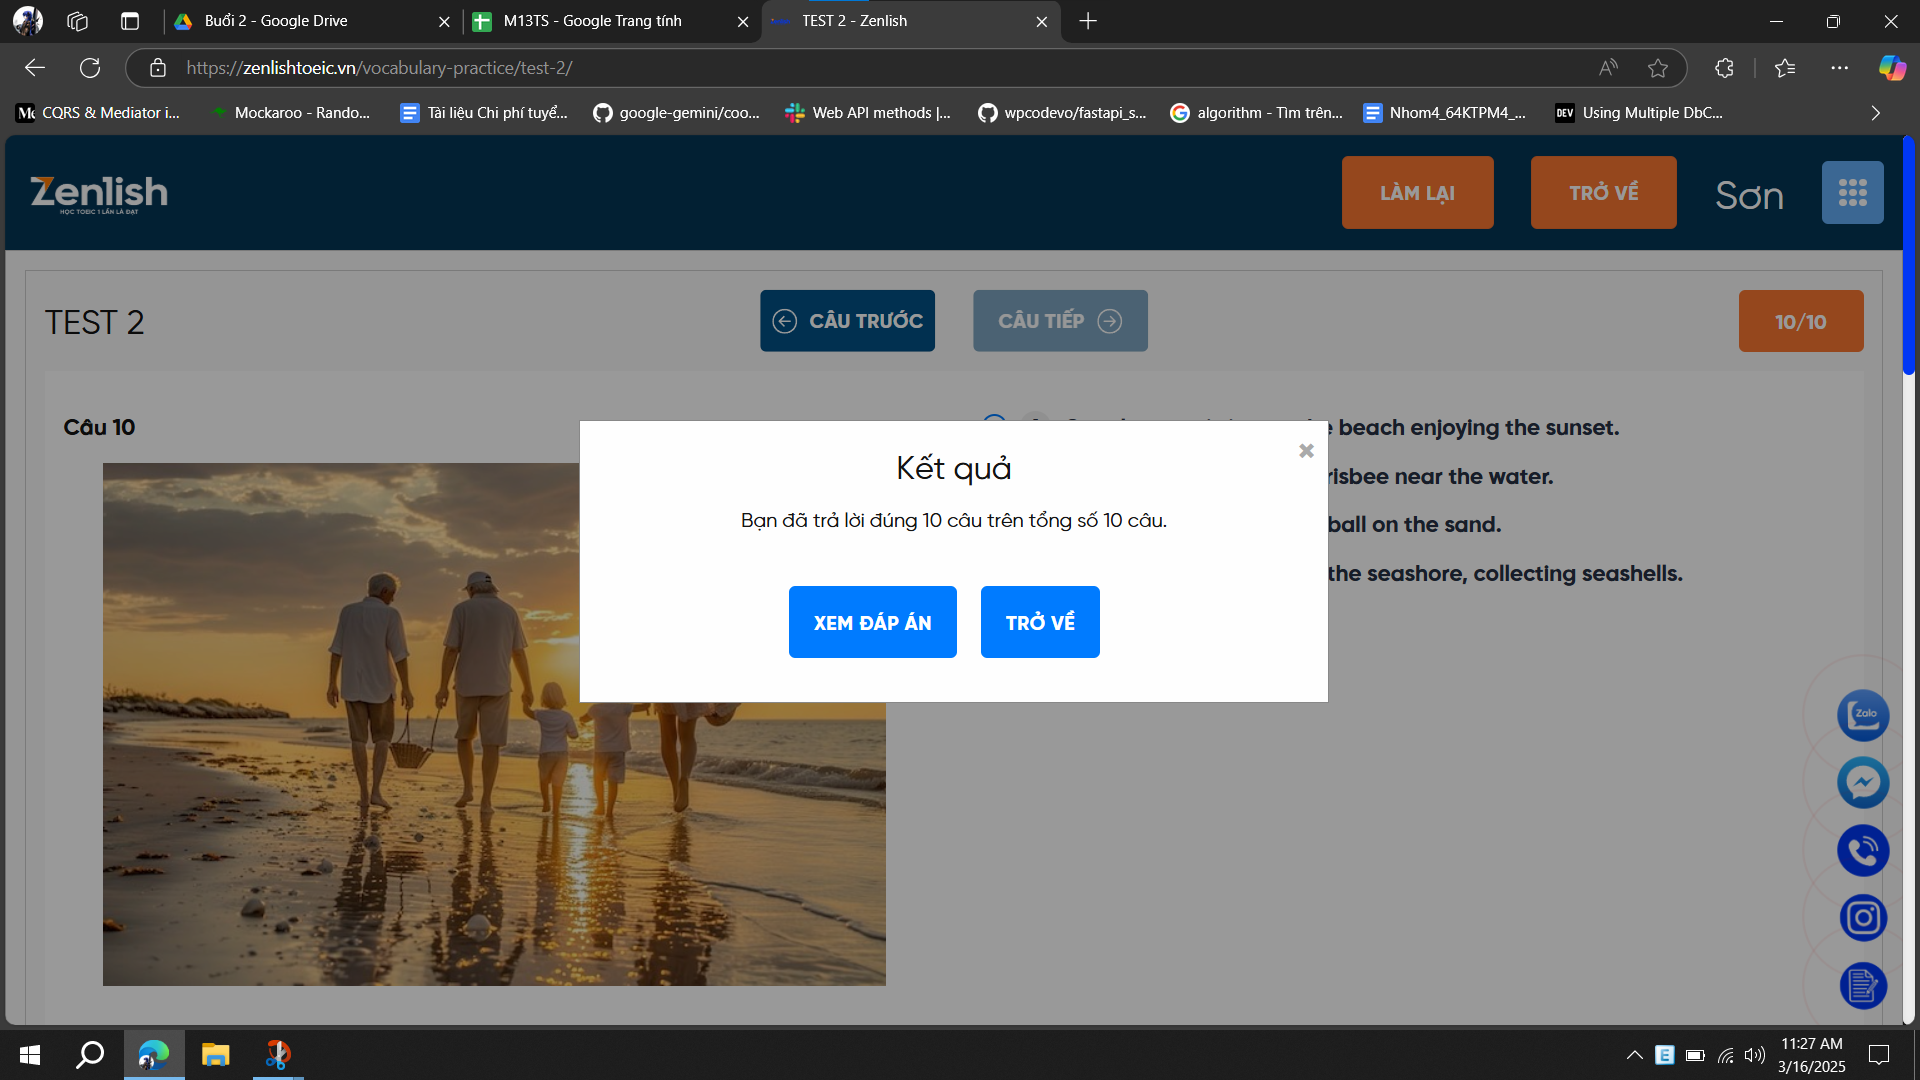 Buổi 2 - Google Drive
M13TS - Google Trang tính
TEST 2 - Zenlish
https://zenlishtoeic.vn/vocabulary-practice/test-2/
CQRS & Mediator i...
Mockaroo - Rando...
Tài liệu Chi phí tuyể...
google-gemini/coo...
Web API methods |...
wpcodevo/fastapi_s...
algorithm - Tìm trên...
Nhom4_64KTPM4_...
DEV
Using Multiple DbC...
Zenlish
HỌC TOEIC 1 LẦN LÀ ĐẠT
LÀM LẠI
TRỞ VỀ
Sơn
TEST 2
CÂU TRƯỚC
CÂU TIẾP
10/10
Câu 10
beach enjoying the sunset.
risbee near the water.
ball on the sand.
the seashore, collecting seashells.
Kết quả
Bạn đã trả lời đúng 10 câu trên tổng số 10 câu.
XEM ĐÁP ÁN
TRỞ VỀ
Zalo
E
11:27 AM
3/16/2025